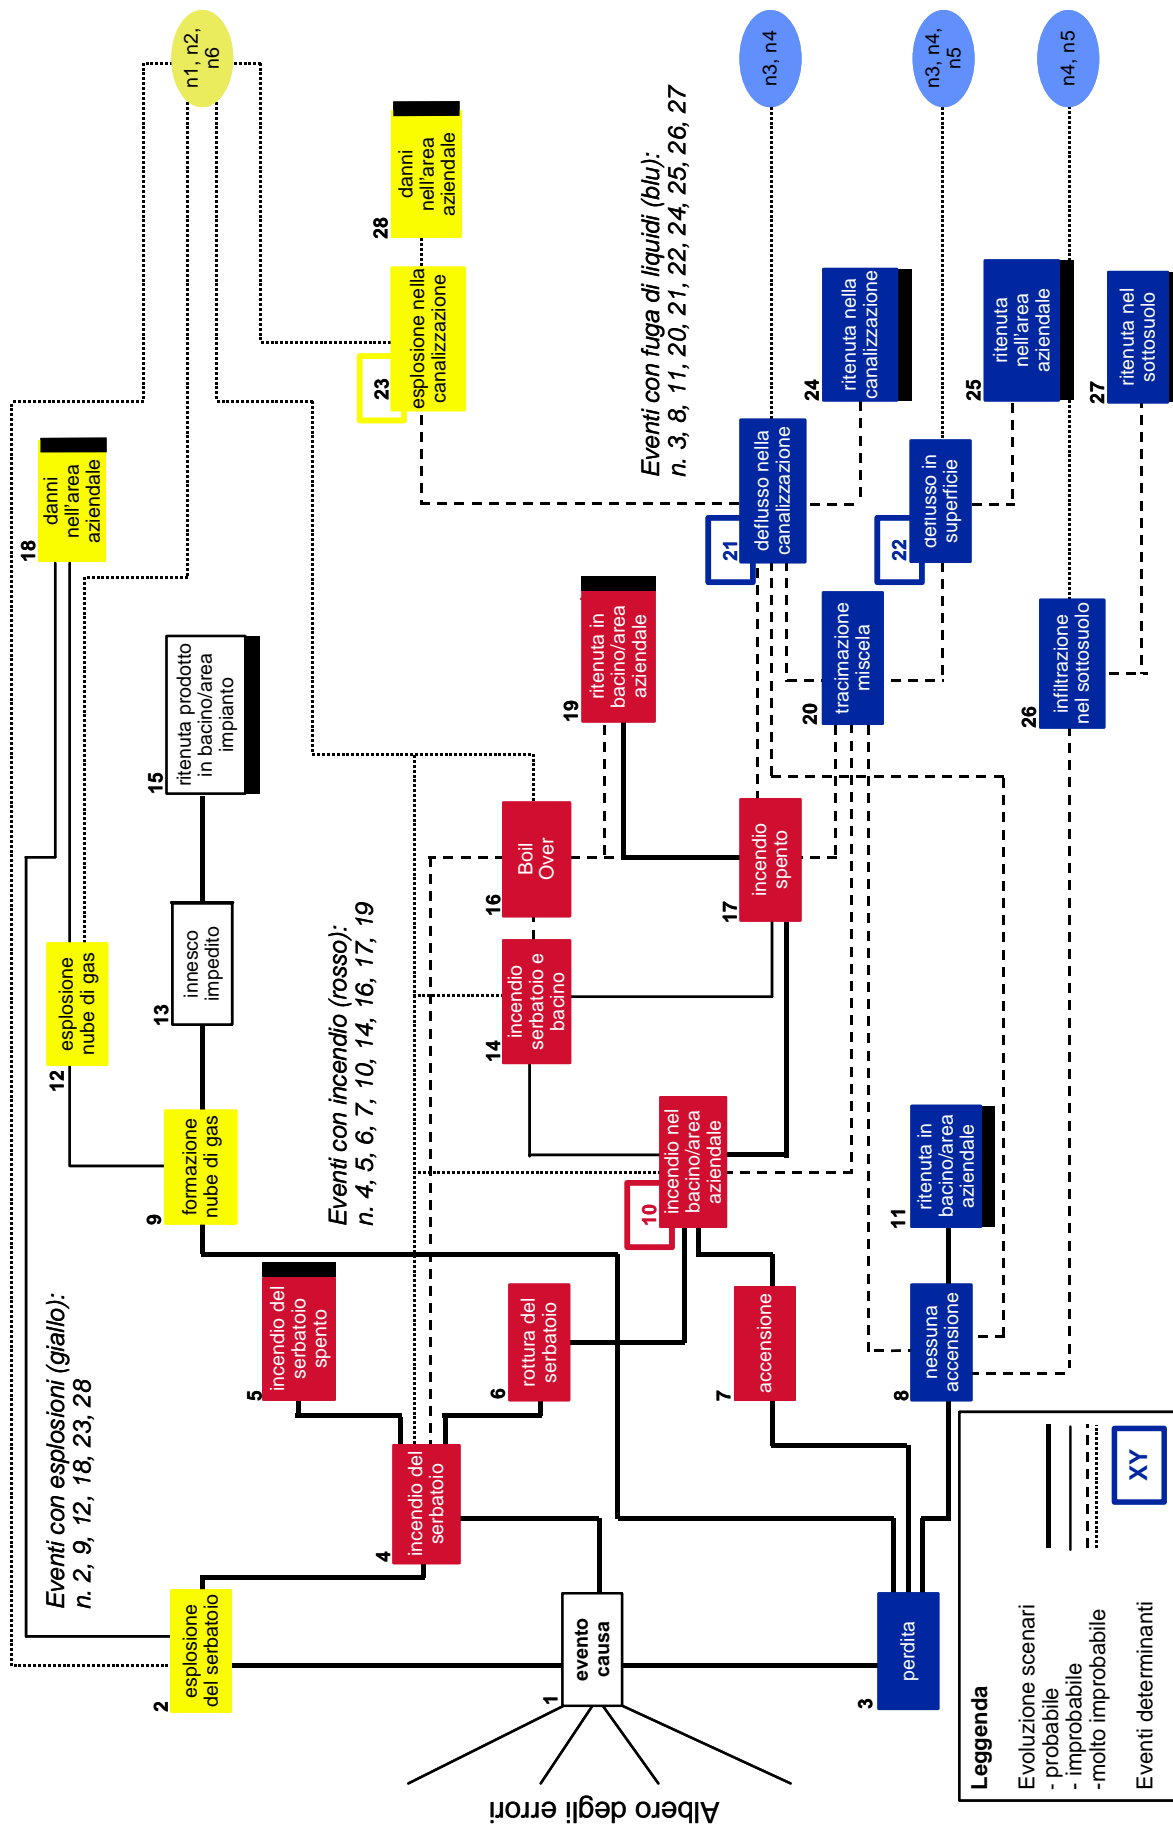 Albero degli errori
1
evento
causa
2
esplosione
del serbatoio
3
perdita
4
incendio del
serbatoio
5
incendio del
serbatoio
spento
6
rottura del
serbatoio
7
accensione
8
nessuna
accensione
9
formazione
nube di gas
10
incendio nel
bacino/area
aziendale
11
ritenuta in
bacino/area
aziendale
12
esplosione
nube di gas
13
innesco
impedito
14
incendio
serbatoio e
bacino
15
ritenuta prodotto
in bacino/area
impianto
16
Boil
Over
17
incendio
spento
18
danni
nell'area
aziendale
19
ritenuta in
bacino/area
aziendale
20
tracimazione
miscela
21
deflusso nella
canalizzazione
22
deflusso in
superficie
23
esplosione nella
canalizzazione
24
ritenuta nella
canalizzazione
25
ritenuta
nell'area
aziendale
26
infiltrazione
nel sottosuolo
27
ritenuta nel
sottosuolo
28
danni
nell'area
aziendale
n1, n2,
n6
n3, n4
n3, n4,
n5
n4, n5
Eventi con esplosioni (giallo):
n. 2, 9, 12, 18, 23, 28
Eventi con incendio (rosso):
n. 4, 5, 6, 7, 10, 14, 16, 17, 19
Eventi con fuga di liquidi (blu):
n. 3, 8, 11, 20, 21, 22, 24, 25, 26, 27
Leggenda
Evoluzione scenari
- probabile
- improbabile
-molto improbabile
Eventi determinanti
XY